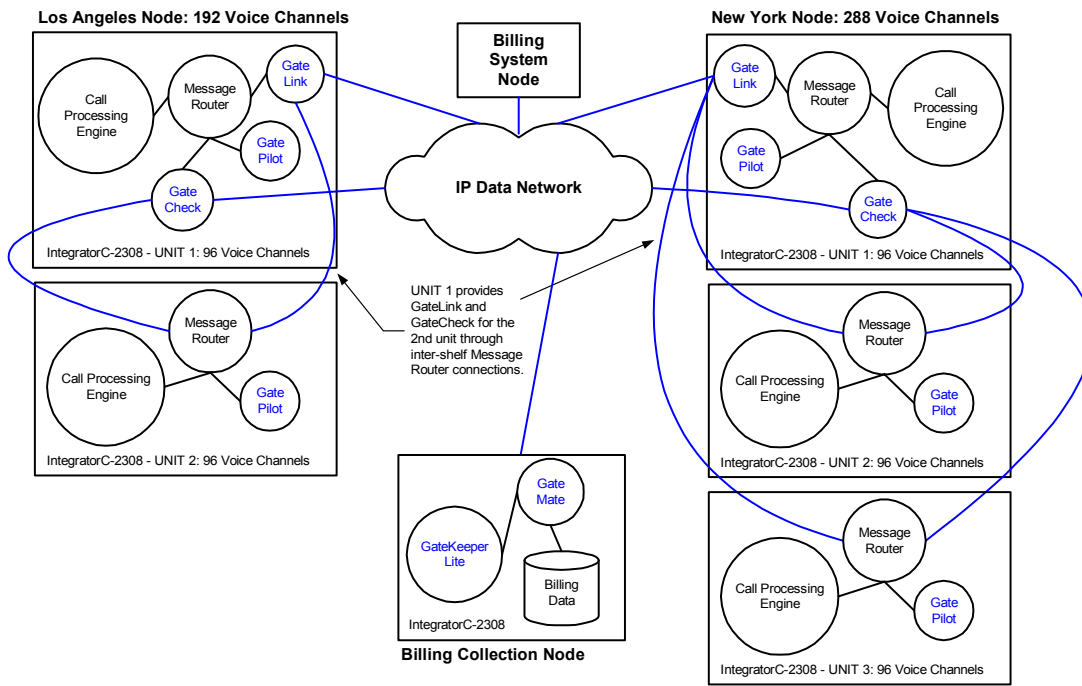 Los Angeles Node: 192 Voice Channels
Call
Processing
Engine
Message
Router
Gate
Link
Gate
Pilot
Gate
Check
IntegratorC-2308 - UNIT 1: 96 Voice Channels
Message
Router
Call Processing
Engine
Gate
Pilot
IntegratorC-2308 - UNIT 2: 96 Voice Channels
Billing
System
Node
IP Data Network
UNIT 1 provides
GateLink and
GateCheck for the
2nd unit through
inter-shelf Message
Router connections.
Gate
Mate
GateKeeper
Lite
Billing
Data
IntegratorC-2308
Billing Collection Node
New York Node: 288 Voice Channels
Gate
Link
Message
Router
Call
Processing
Engine
Gate
Pilot
Gate
Check
IntegratorC-2308 - UNIT 1: 96 Voice Channels
Message
Router
Call Processing
Engine
Gate
Pilot
IntegratorC-2308 - UNIT 2: 96 Voice Channels
Message
Router
Call Processing
Engine
Gate
Pilot
IntegratorC-2308 - UNIT 3: 96 Voice Channels